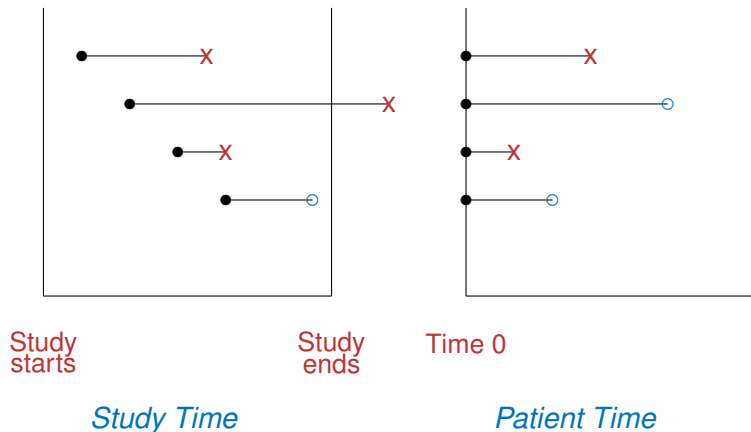 X
X
X
X
X
Study
starts
Study
ends
Time 0
Study Time
Patient Time